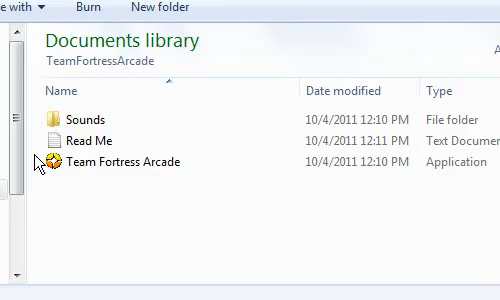 e with Burn New folder
Documents library
TeamFortressArcade
A
Name Date modified Type
Sounds 10/4/2011 12:10 PM File folder
Read Me 10/4/2011 12:11 PM Text Documen
Team Fortress Arcade 10/4/2011 12:10 PM Application